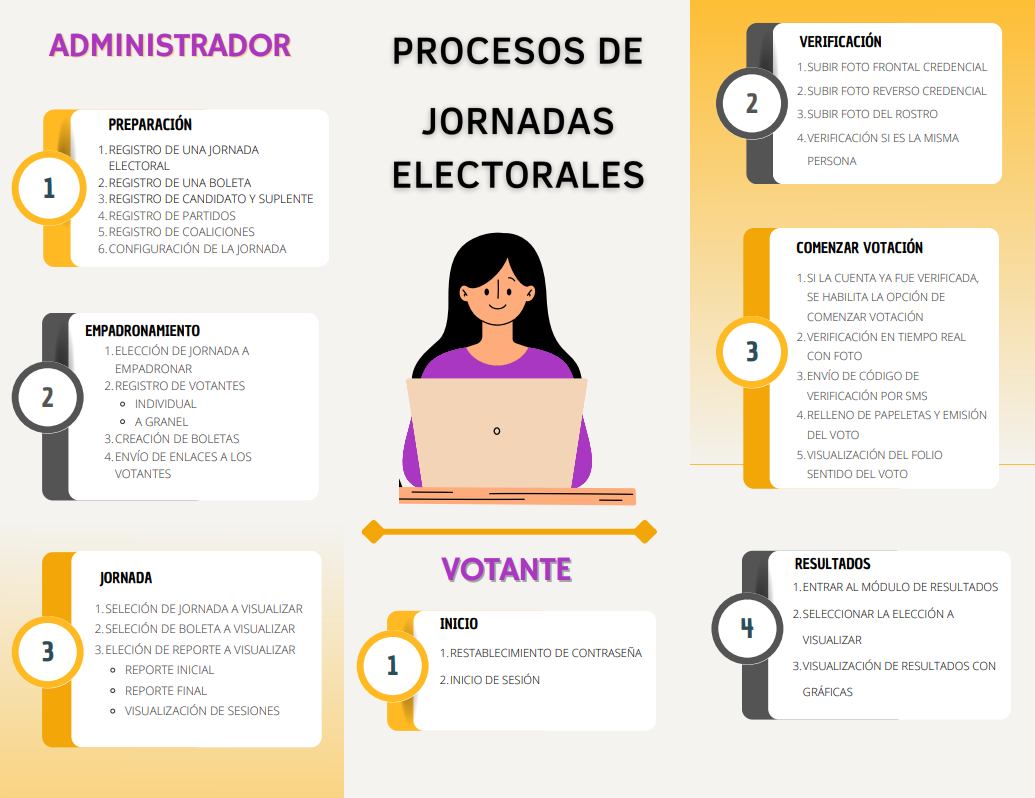 ADMINISTRADOR
1
PREPARACIÓN
1. REGISTRO DE UNA JORNADA
ELECTORAL
2. REGISTRO DE UNA BOLETA
3. REGISTRO DE CANDIDATO Y SUPLENTE
4. REGISTRO DE PARTIDOS
5. REGISTRO DE COALICIONES
6. CONFIGURACIÓN DE LA JORNADA
2
EMPADRONAMIENTO
1. ELECCIÓN DE JORNADA A
EMPADRONAR
2. REGISTRO DE VOTANTES
INDIVIDUAL
A GRANEL
3. CREACIÓN DE BOLETAS
4. ENVÍO DE ENLACES A LOS
VOTANTES
3
JORNADA
1. SELECIÓN DE JORNADA A VISUALIZAR
2. SELECIÓN DE BOLETA A VISUALIZAR
3. ELECIÓN DE REPORTE A VISUALIZAR
REPORTE INICIAL
REPORTE FINAL
VISUALIZACIÓN DE SESIONES
PROCESOS DE
JORNADAS
ELECTORALES
VOTANTE
1
INICIO
1. RESTABLECIMIENTO DE CONTRASEÑA
2. INICIO DE SESIÓN
2
VERIFICACIÓN
1. SUBIR FOTO FRONTAL CREDENCIAL
2. SUBIR FOTO REVERSO CREDENCIAL
3. SUBIR FOTO DEL ROSTRO
4. VERIFICACIÓN SI ES LA MISMA
PERSONA
3
COMENZAR VOTACIÓN
1. SI LA CUENTA YA FUE VERIFICADA,
SE HABILITA LA OPCIÓN DE
COMENZAR VOTACIÓN
2. VERIFICACIÓN EN TIEMPO REAL
CON FOTO
3. ENVÍO DE CÓDIGO DE
VERIFICACIÓN POR SMS
4. RELLENO DE PAPELETAS Y EMISIÓN
DEL VOTO
5. VISUALIZACIÓN DEL FOLIO
SENTIDO DEL VOTO
4
RESULTADOS
1. ENTRAR AL MÓDULO DE RESULTADOS
2. SELECCIONAR LA ELECCIÓN A
VISUALIZAR
3. VISUALIZACIÓN DE RESULTADOS CON
GRÁFICAS